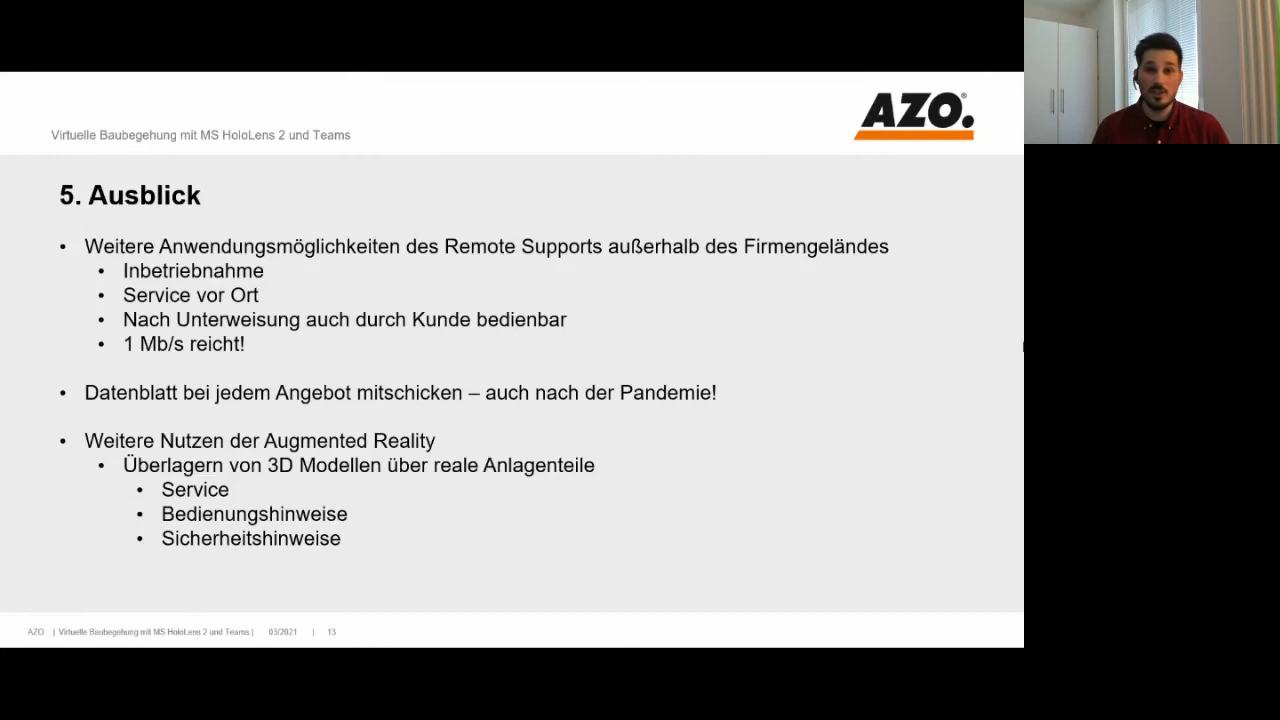 AZO.®
Virtuelle Baubegehung mit MS HoloLens 2 und Teams
5. Ausblick
• Weitere Anwendungsmöglichkeiten des Remote Supports außerhalb des Firmengeländes
• Inbetriebnahme
• Service vor Ort
• Nach Unterweisung auch durch Kunde bedienbar
• 1 Mb/s reicht!
• Datenblatt bei jedem Angebot mitschicken – auch nach der Pandemie!
• Weitere Nutzen der Augmented Reality
• Überlagern von 3D Modellen über reale Anlagenteile
• Service
• Bedienungshinweise
• Sicherheitshinweise
AZO | Virtuelle Baubegehung mit MS HoloLens 2 und Teams | 03/2021 | 13